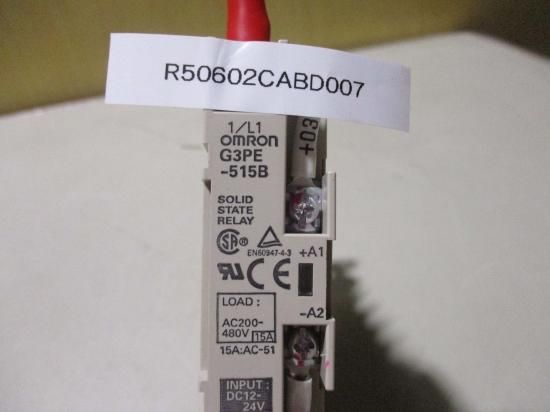 R50602CABD007
1/L1
OMRON
G3PE
-515B
+03
SOLID
STATE
RELAY
EN60947-4-3
+A1
-A2
LOAD :
AC200-
480V 15A
15A:AC-51
INPUT :
DC12-
24V